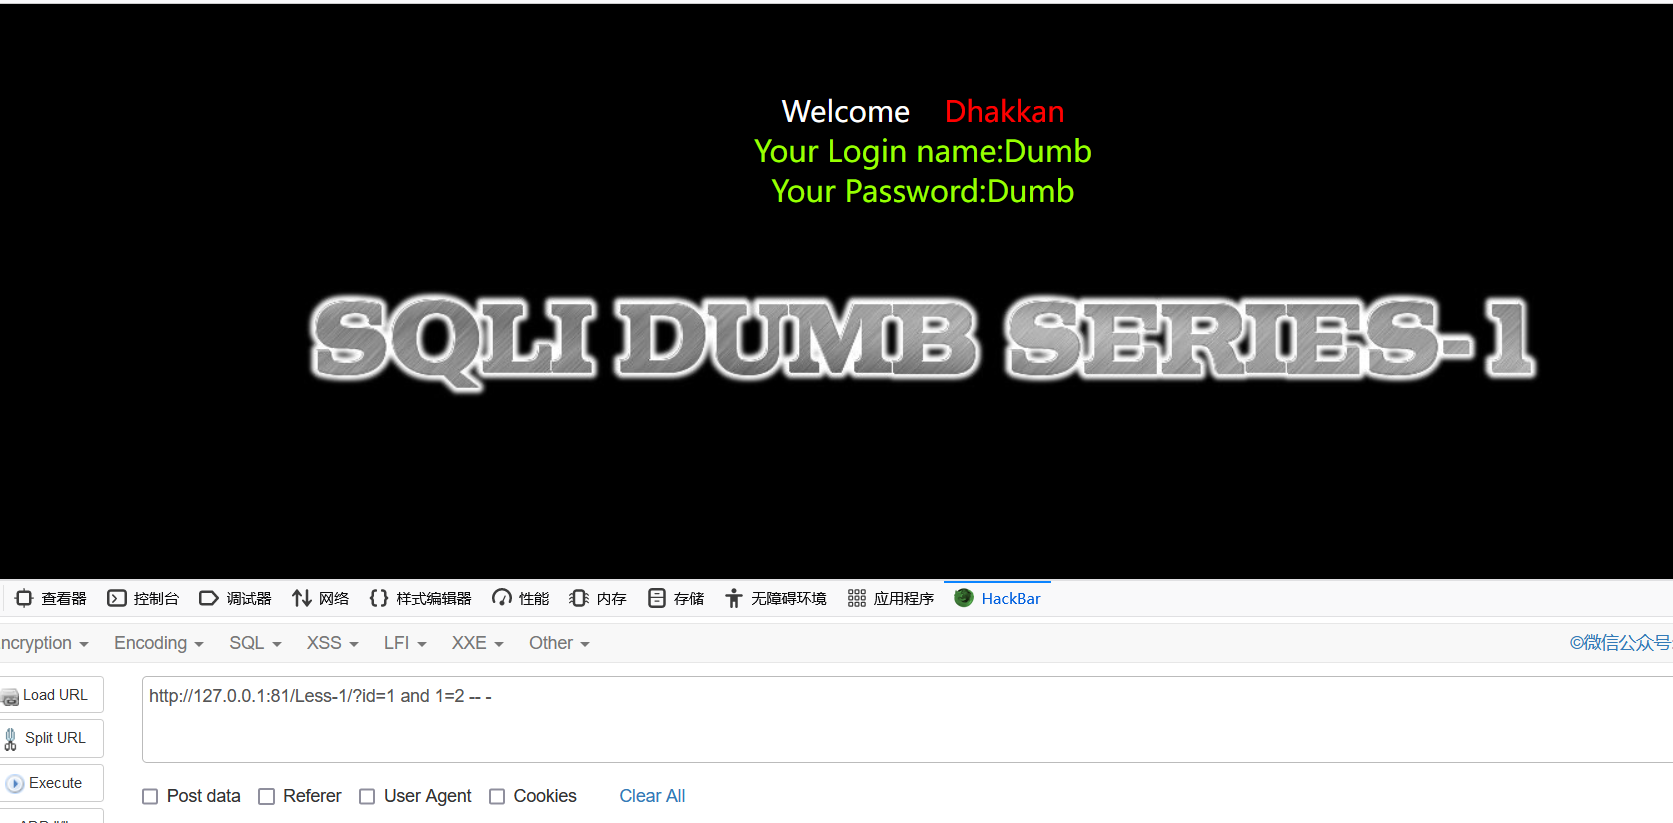 Welcome Dhakkan
Your Login name:Dumb
Your Password:Dumb
SQLI DUMB SERIES-1
查看器 控制台 调试器 网络 样式编辑器 性能 内存 存储 无障碍环境 应用程序 HackBar
ncryption Encoding SQL XSS LFI XXE Other ©微信公众号
Load URL
http://127.0.0.1:81/Less-1/?id=1 and 1=2 -- -
Split URL
Execute
Post data Referer User Agent Cookies Clear All